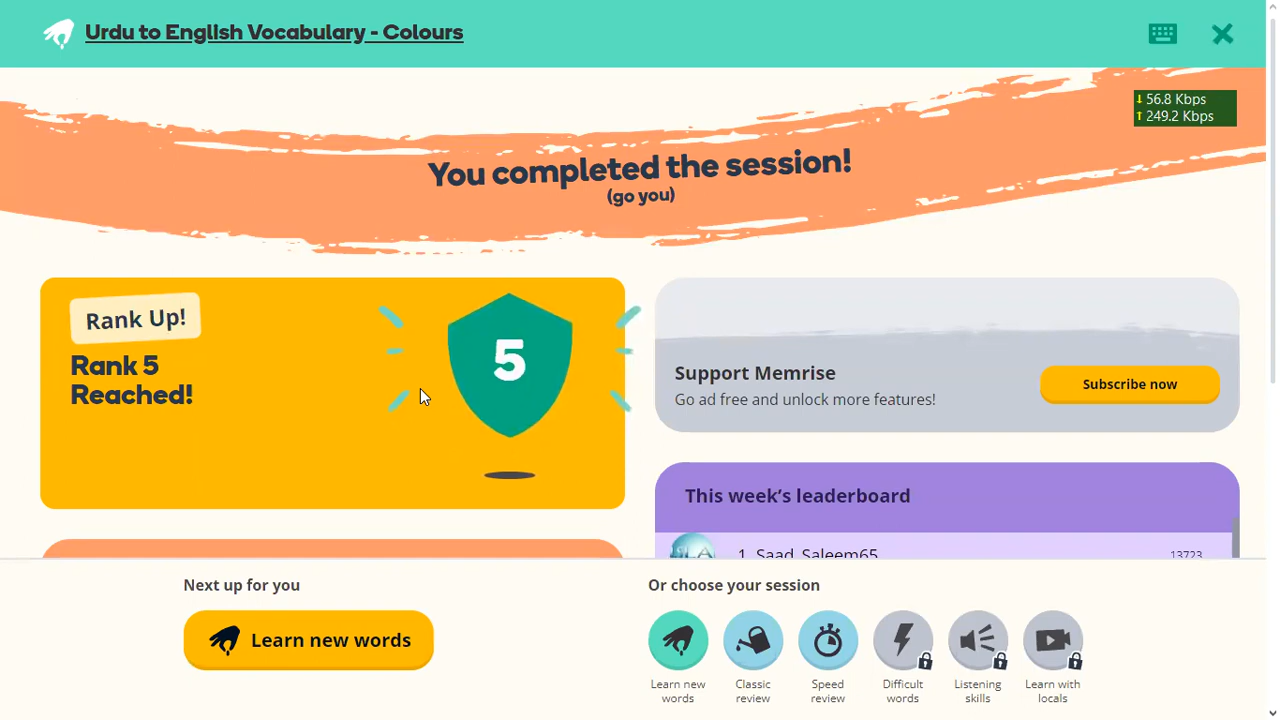 Urdu to English Vocabulary - Colours
↓ 56.8 Kbps
↑ 249.2 Kbps
You completed the session!
(go you)
Rank Up!
Rank 5
Reached!
5
Support Memrise
Go ad free and unlock more features!
Subscribe now
This week's leaderboard
1. Saad_Saleem65
13723
Next up for you
Learn new words
Or choose your session
Learn new
words
Classic
review
Speed
review
Difficult
words
Listening
skills
Learn with
locals